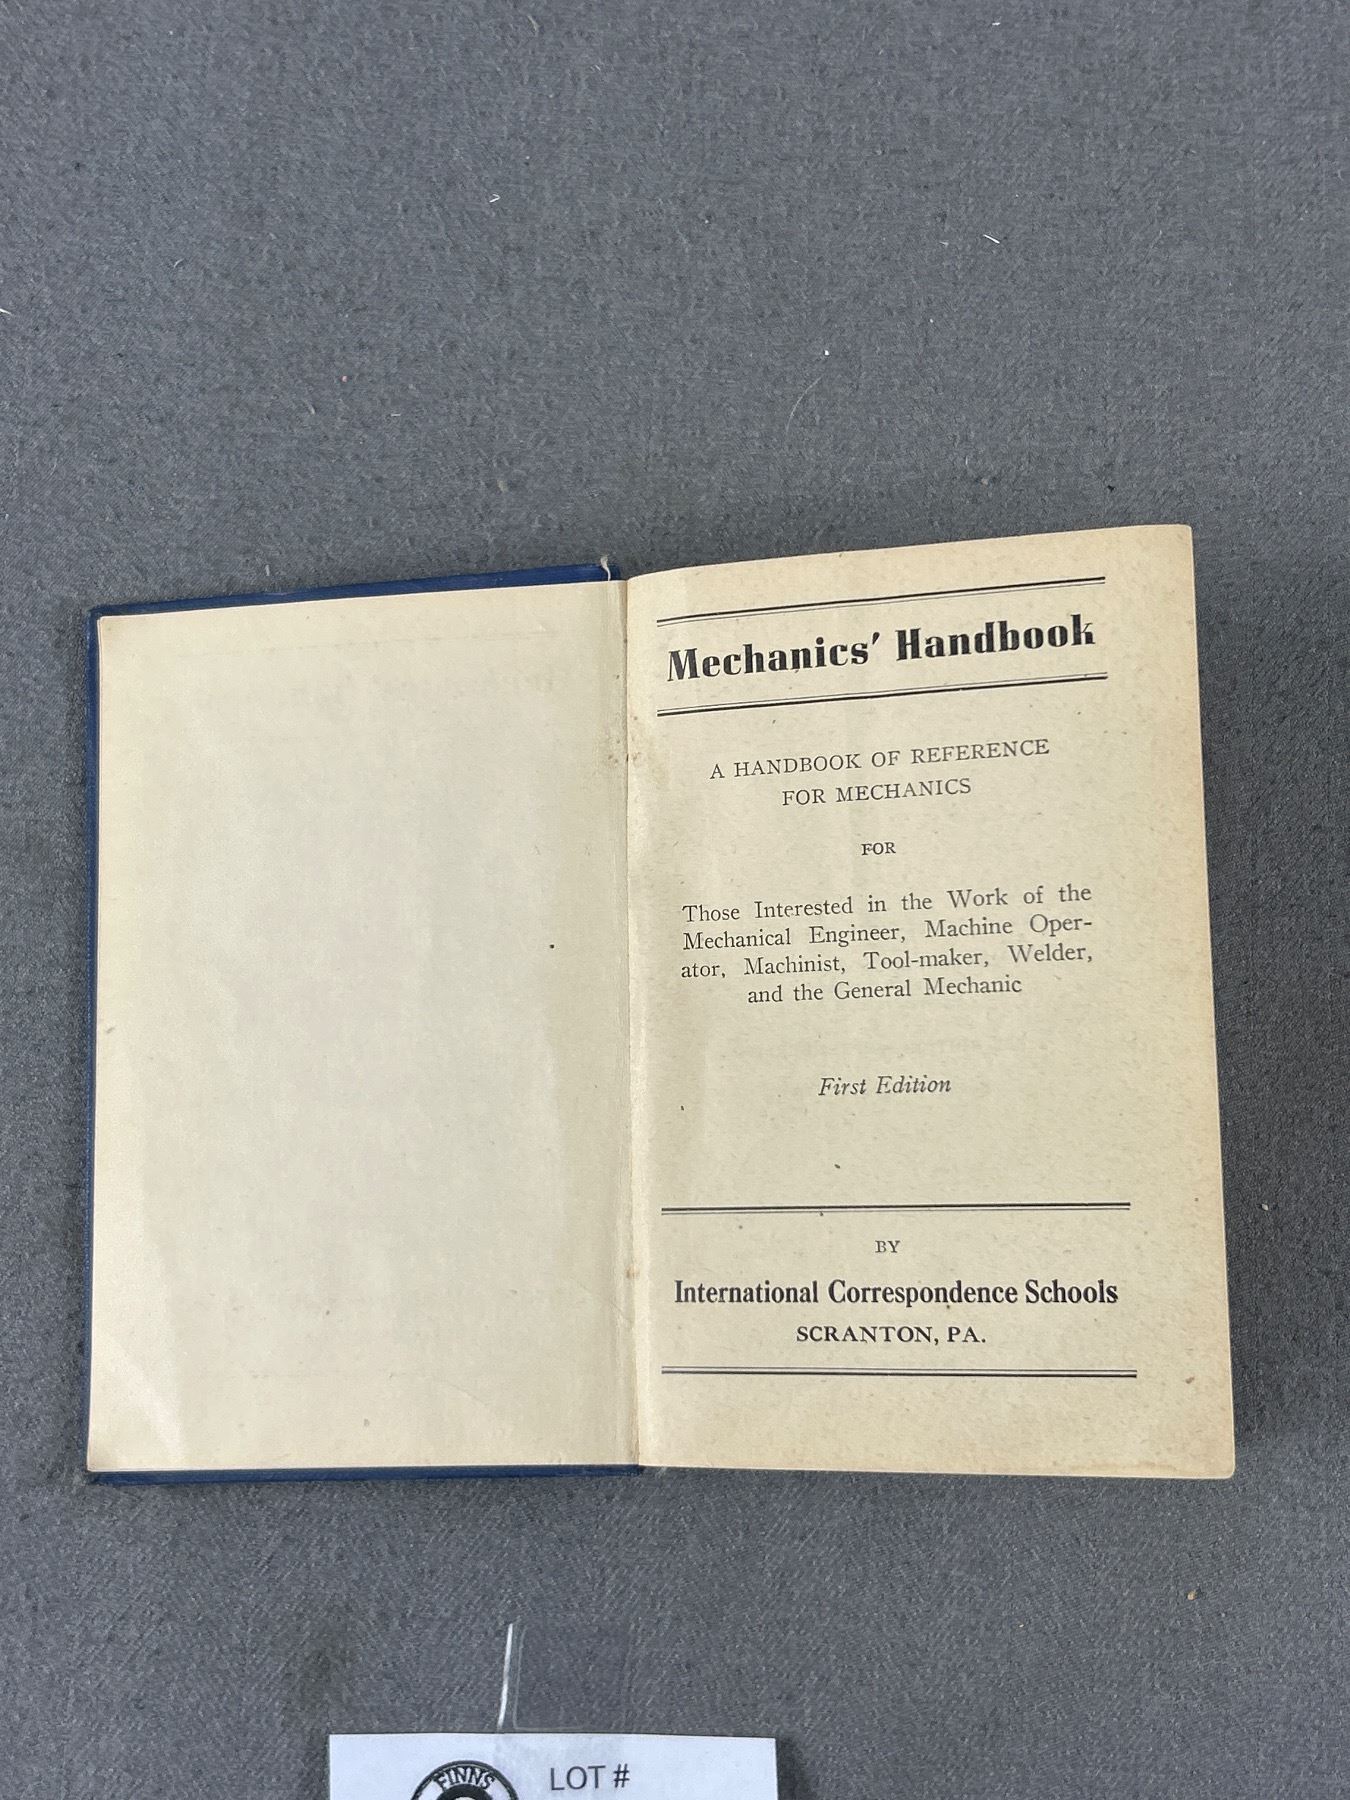 Mechanics' Handbook
A HANDBOOK OF REFERENCE
FOR MECHANICS
FOR
Those Interested in the Work of the
Mechanical Engineer, Machine Oper-
ator, Machinist, Tool-maker, Welder,
and the General Mechanic
First Edition
BY
International Correspondence Schools
SCRANTON, PA.
FINNS
LOT #